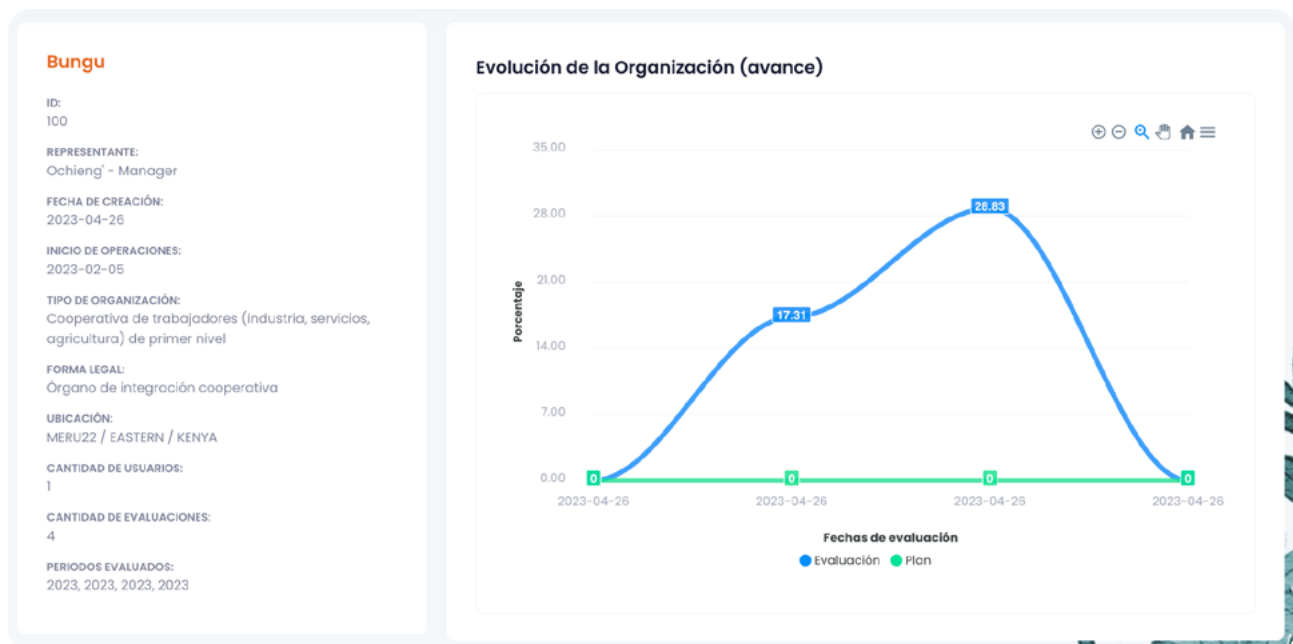 Bungu
ID:
100
REPRESENTANTE:
Ochieng' - Manager
FECHA DE CREACIÓN:
2023-04-26
INICIO DE OPERACIONES:
2023-02-05
TIPO DE ORGANIZACIÓN:
Cooperativa de trabajadores (industria, servicios,
agricultura) de primer nivel
FORMA LEGAL:
Órgano de integración cooperativa
UBICACIÓN:
MERU22 / EASTERN / KENYA
CANTIDAD DE USUARIOS:
1
CANTIDAD DE EVALUACIONES:
4
PERIODOS EVALUADOS:
2023, 2023, 2023, 2023
Evolución de la Organización (avance)
35.00
28.00
21.00
14.00
7.00
0.00
Porcentaje
28.83
17.31
0 0 0 0
2023-04-26 2023-04-26 2023-04-26 2023-04-26
Fechas de evaluación
Evaluación Plan